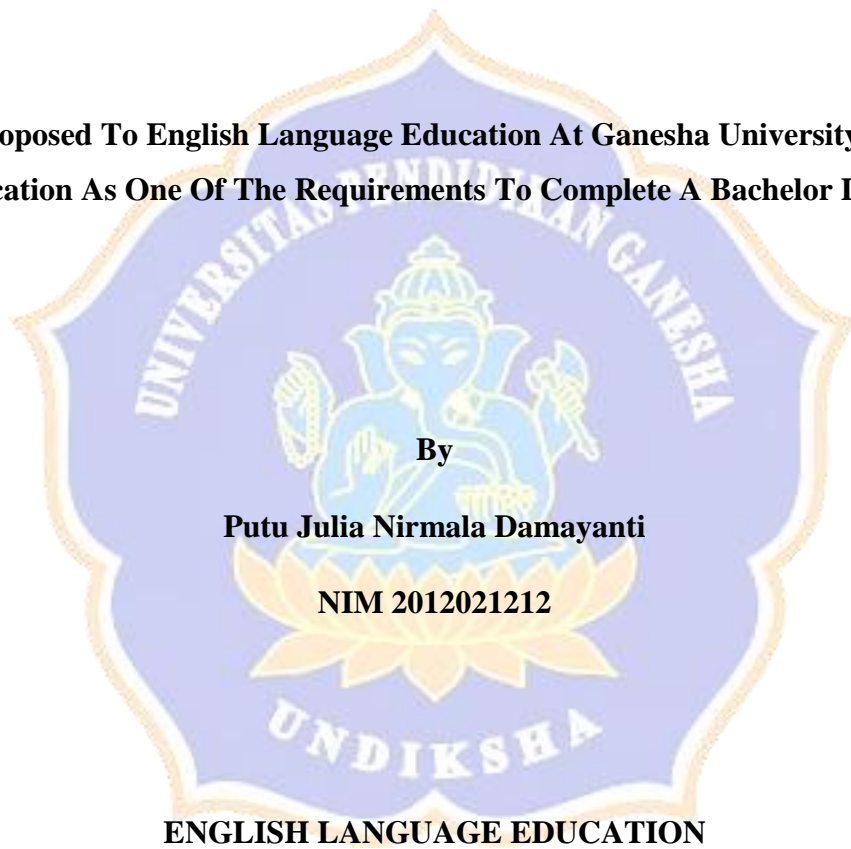 oposed To English Language Education At Ganesha University
cation As One Of The Requirements To Complete A Bachelor
UNIVERSITAS PENDIDIKAN GANESHA
By
Putu Julia Nirmala Damayanti
NIM 2012021212
UNDIKSHA
ENGLISH LANGUAGE EDUCATION